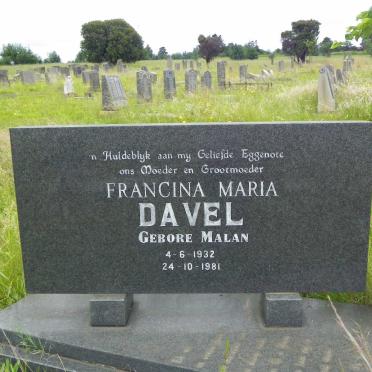 'n Huldeblyk aan my Geliefde Eggenote
ons Moeder en Grootmoeder
FRANCINA MARIA
DAVEL
GEBORE MALAN
4-6-1932
24-10-1981